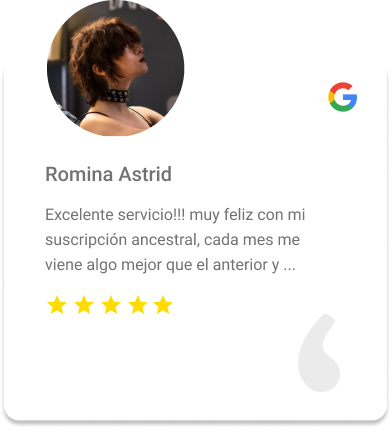 Romina Astrid
Excelente servicio!!! muy feliz con mi
suscripción ancestral, cada mes me
viene algo mejor que el anterior y ...